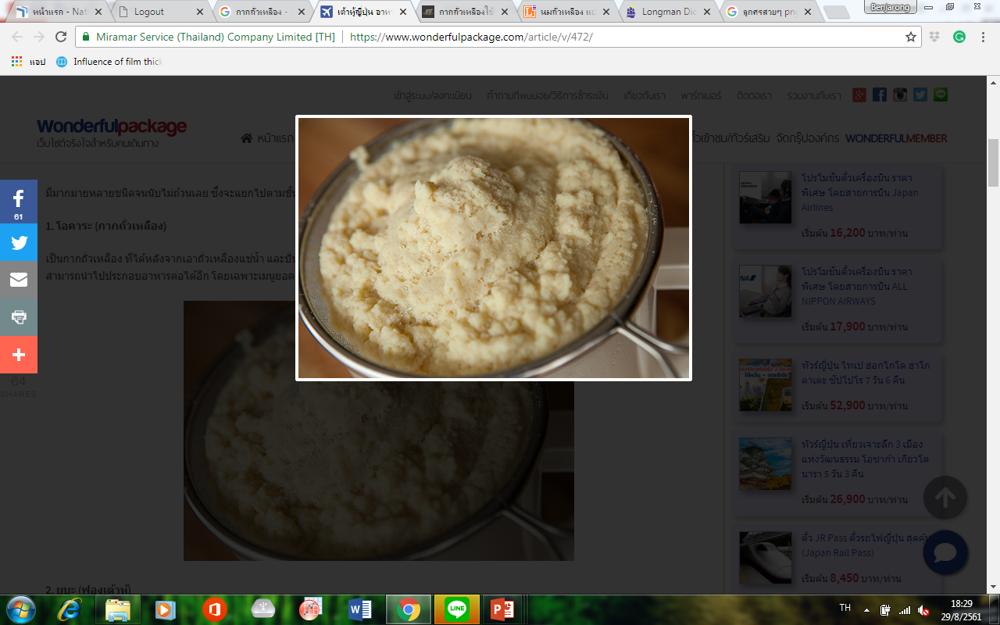 หน้าแรก - Nat
Logout
กากถั่วเหลือง -
เต้าหู้ญี่ปุ่น อาห
กากถั่วเหลืองใช้
นมถั่วเหลือง แบ
Longman Dic
ลูกศรสวยๆ pn
Benjarong
Miramar Service (Thailand) Company Limited [TH]
https://www.wonderfulpackage.com/article/v/472/
แอป
Influence of film thick
เข้าสู่ระบบ/ลงทะเบียน
คำถามที่พบบ่อย/วิธีการชำระเงิน
เกี่ยวกับเรา
พาร์ทเนอร์
ติดต่อเรา
ร่วมงานกับเรา
Wonderfulpackage
เว็บไซต์จริงใจสำหรับคนเดินทาง
หน้าแรก
ตั๋วเข้าชม/ทัวร์เสริม
จัดกรุ๊ปองค์กร
WONDERFULMEMBER
61
64
SHARES
มีมากมายหลายชนิดจนนับไม่ถ้วนเลย ซึ่งจะแยกไปตามขั้น
1. โอคาระ (กากถั่วเหลือง)
เป็นกากถั่วเหลือง ที่ได้หลังจากเอาถั่วเหลืองแช่น้ำ และปั่น
สามารถนำไปประกอบอาหารต่อได้อีก โดยเฉพาะเมนูยอด
2. ยูบะ (ฟองเต้าหู้)
โปรโมชั่นตั๋วเครื่องบิน ราคา
พิเศษ โดยสายการบิน Japan
Airlines
เริ่มต้น 16,200 บาท/ท่าน
โปรโมชั่นตั๋วเครื่องบิน ราคา
พิเศษ โดยสายการบิน ALL
NIPPON AIRWAYS
เริ่มต้น 17,900 บาท/ท่าน
ทัวร์ญี่ปุ่น ไทเป ฮอกไกโด ฮาโก
ดาเตะ ซัปโปโร 7 วัน 6 คืน
เริ่มต้น 52,900 บาท/ท่าน
ทัวร์ญี่ปุ่น เที่ยวเจาะลึก 3 เมือง
แห่งวัฒนธรรม โอซาก้า เกียวโต
นารา 5 วัน 3 คืน
เริ่มต้น 26,900 บาท/ท่าน
ตั๋ว JR Pass ตั๋วรถไฟญี่ปุ่น สุดคุ้ม
(Japan Rail Pass)
เริ่มต้น 8,450 บาท/ท่าน
LINE
TH
18:29
29/8/2561